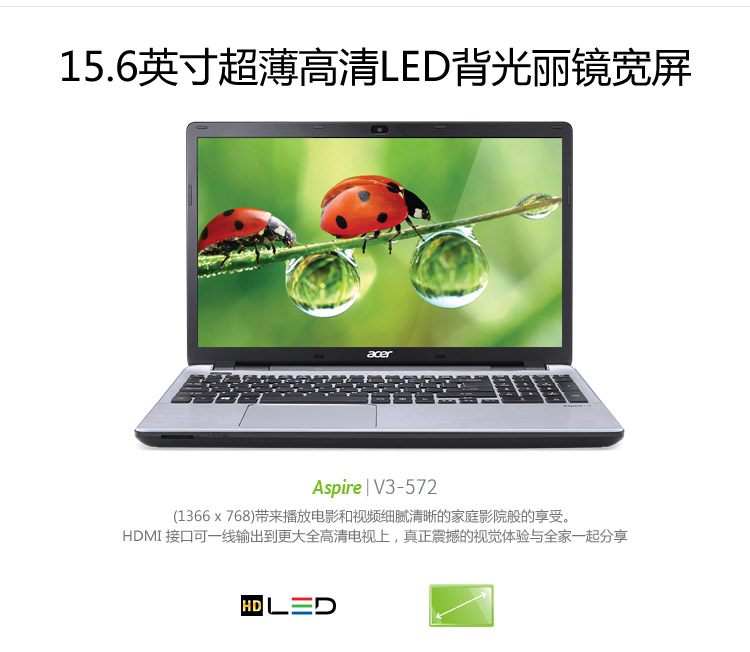 15.6英寸超薄高清LED背光丽镜宽屏
acer
Aspire | V3-572
(1366 x 768)带来播放电影和视频细腻清晰的家庭影院般的享受。
HDMI 接口可一线输出到更大全高清电视上，真正震撼的视觉体验与全家一起分享
HD LED